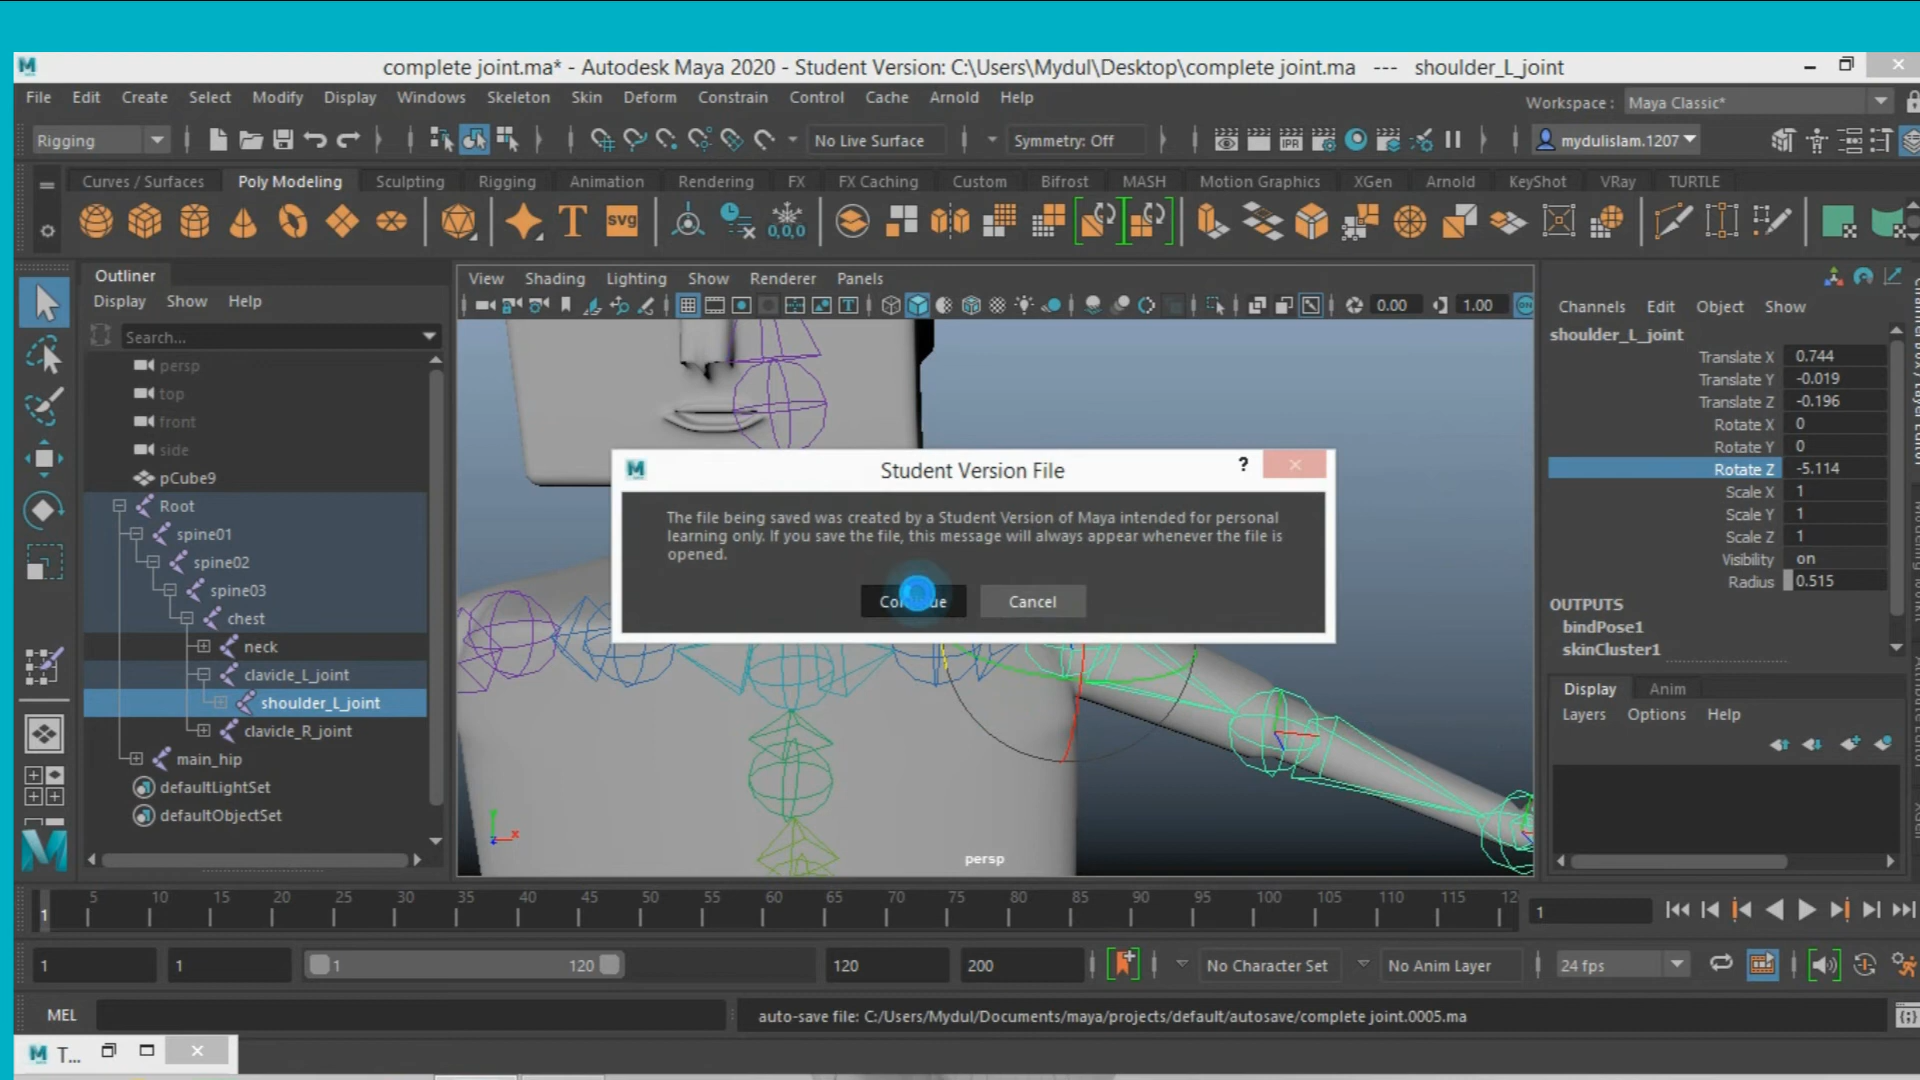 complete joint.ma* - Autodesk Maya 2020 - Student Version: C:\Users\Mydul\Desktop\complete joint.ma --- shoulder_L_joint
File Edit Create Select Modify Display Windows Skeleton Skin Deform Constrain Control Cache Arnold Help
Workspace : Maya Classic*
Rigging
No Live Surface
Symmetry: Off
IPR
mydulislam.1207
Curves / Surfaces Poly Modeling Sculpting Rigging Animation Rendering FX FX Caching Custom Bifrost MASH Motion Graphics XGen Arnold KeyShot VRay TURTLE
T svg 0,0,0
Outliner
Display Show Help
Search...
persp
top
front
side
pCube9
Root
spine01
spine02
spine03
chest
neck
clavicle_L_joint
shoulder_L_joint
clavicle_R_joint
main_hip
defaultLightSet
defaultObjectSet
View Shading Lighting Show Renderer Panels
0.00 1.00 ON
Student Version File
?
The file being saved was created by a Student Version of Maya intended for personal
learning only. If you save the file, this message will always appear whenever the file is
opened.
Cancel
persp
Channels Edit Object Show
shoulder_L_joint
Translate X 0.744
Translate Y -0.019
Translate Z -0.196
Rotate X 0
Rotate Y 0
Rotate Z -5.114
Scale X 1
Scale Y 1
Scale Z 1
Visibility on
Radius 0.515
OUTPUTS
bindPose1
skinCluster1
Display Anim
Layers Options Help
5 10 15 20 25 30 35 40 45 50 55 60 65 70 75 80 85 90 95 100 105 110 115
1 1
1 1 1 120 120 200 No Character Set No Anim Layer 24 fps
MEL
auto-save file: C:/Users/Mydul/Documents/maya/projects/default/autosave/complete joint.0005.ma
T...